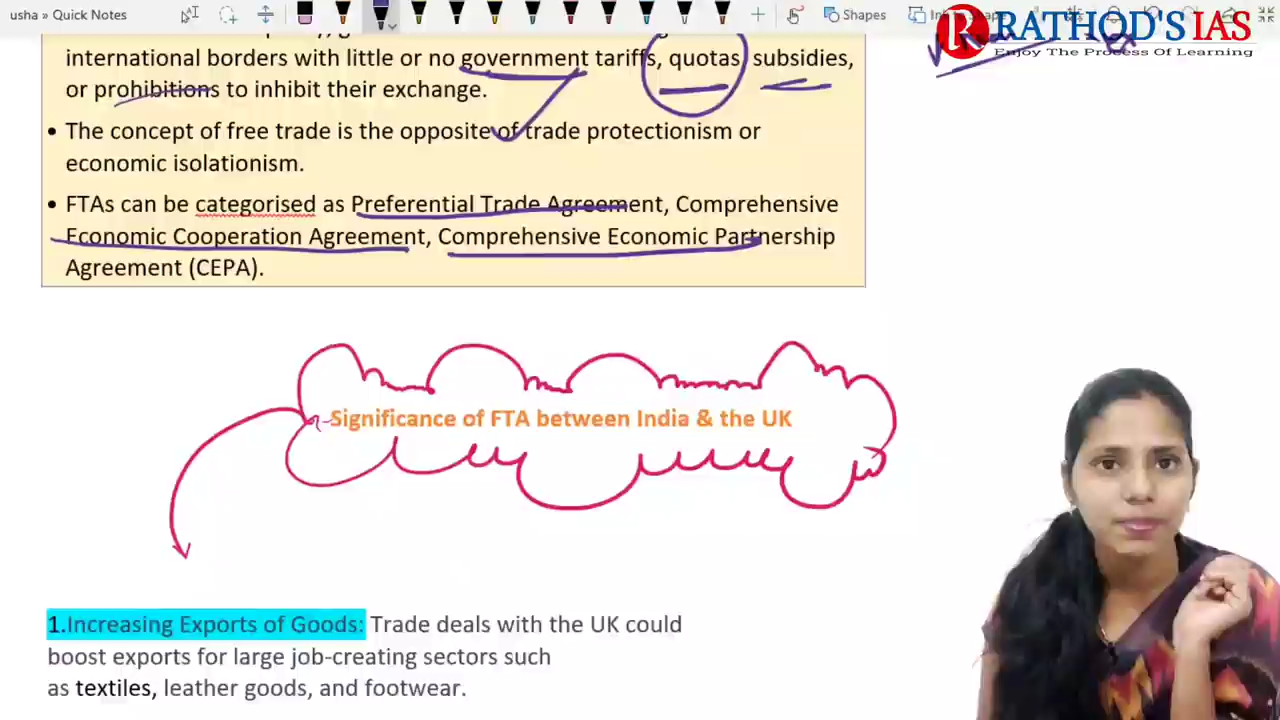 usha » Quick Notes
Shapes
RATHOD'S IAS
Enjoy The Process Of Learning
international borders with little or no government tariffs, quotas, subsidies,
or prohibitions to inhibit their exchange.
• The concept of free trade is the opposite of trade protectionism or
economic isolationism.
• FTAs can be categorised as Preferential Trade Agreement, Comprehensive
Economic Cooperation Agreement, Comprehensive Economic Partnership
Agreement (CEPA).
Significance of FTA between India & the UK
1.Increasing Exports of Goods: Trade deals with the UK could
boost exports for large job-creating sectors such
as textiles, leather goods, and footwear.